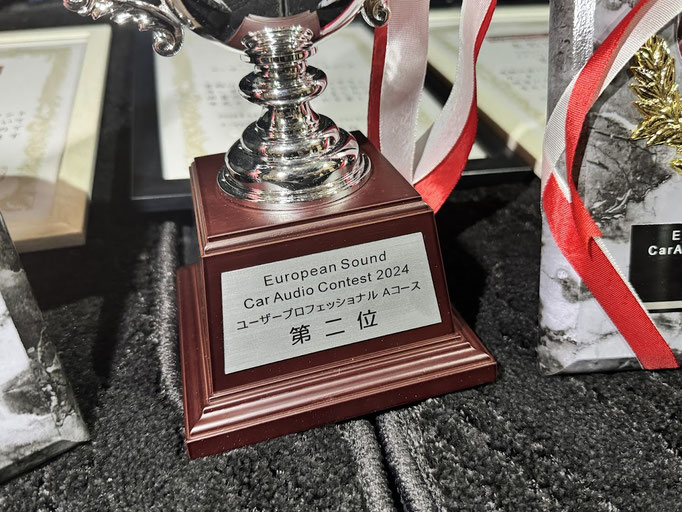 European Sound
Car Audio Contest 2024
ユーザープロフェッショナル Aコース
第二位
E
CarA